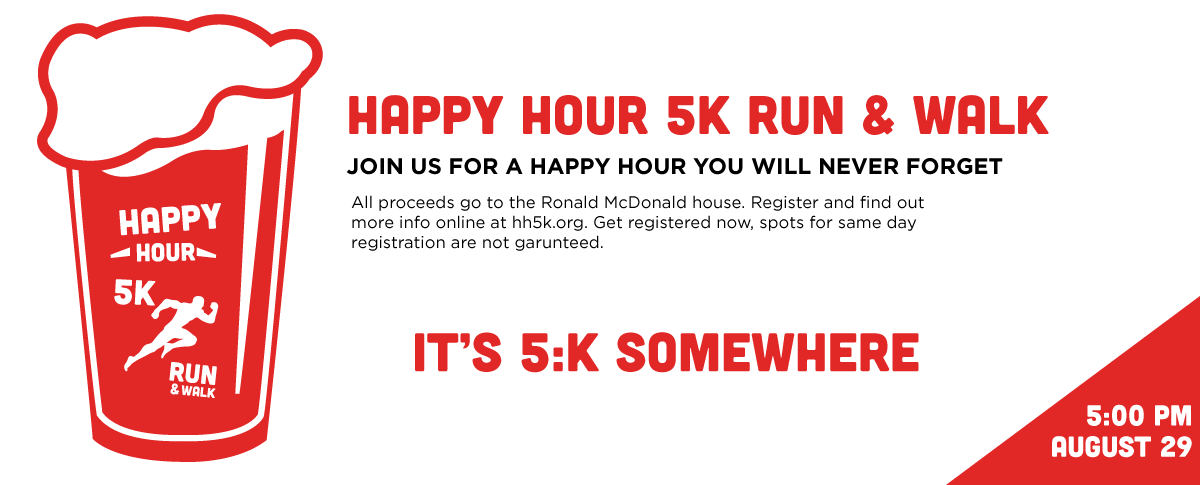 HAPPY
HOUR
5K
RUN
& WALK
HAPPY HOUR 5K RUN & WALK
JOIN US FOR A HAPPY HOUR YOU WILL NEVER FORGET
All proceeds go to the Ronald McDonald house. Register and find out
more info online at hh5k.org. Get registered now, spots for same day
registration are not garunteed.
IT'S 5:K SOMEWHERE
5:00 PM
AUGUST 29